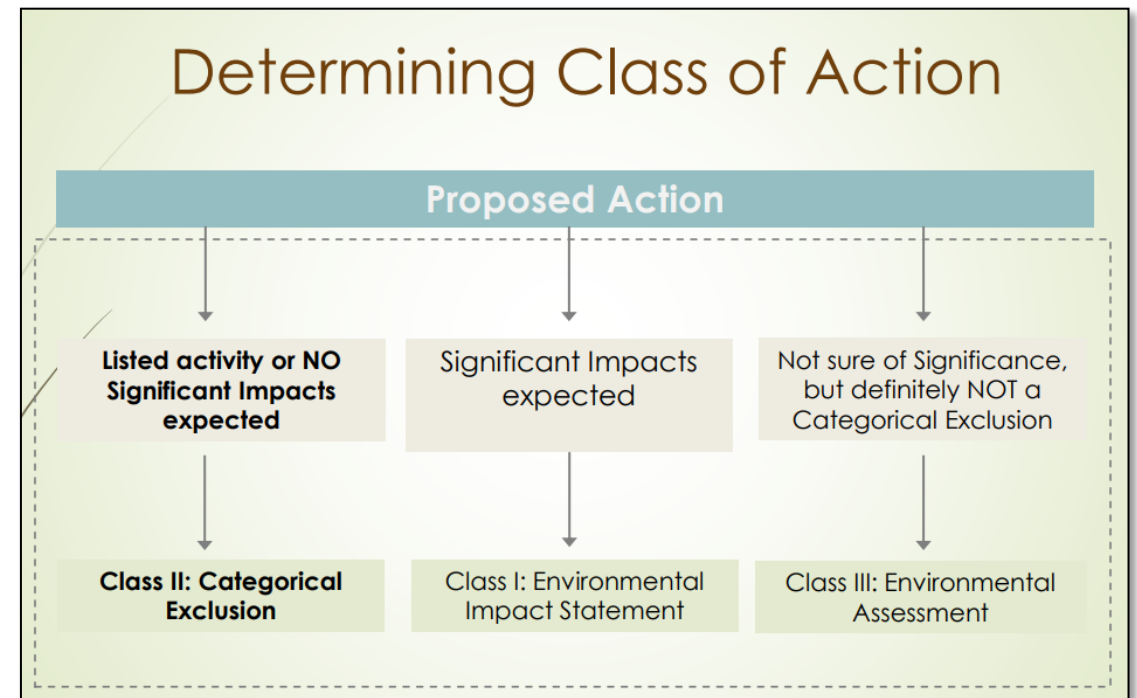 Determining Class of Action
Proposed Action
Listed activity or NO
Significant Impacts
expected
Significant Impacts
expected
Not sure of Significance,
but definitely NOT a
Categorical Exclusion
Class II: Categorical
Exclusion
Class I: Environmental
Impact Statement
Class III: Environmental
Assessment